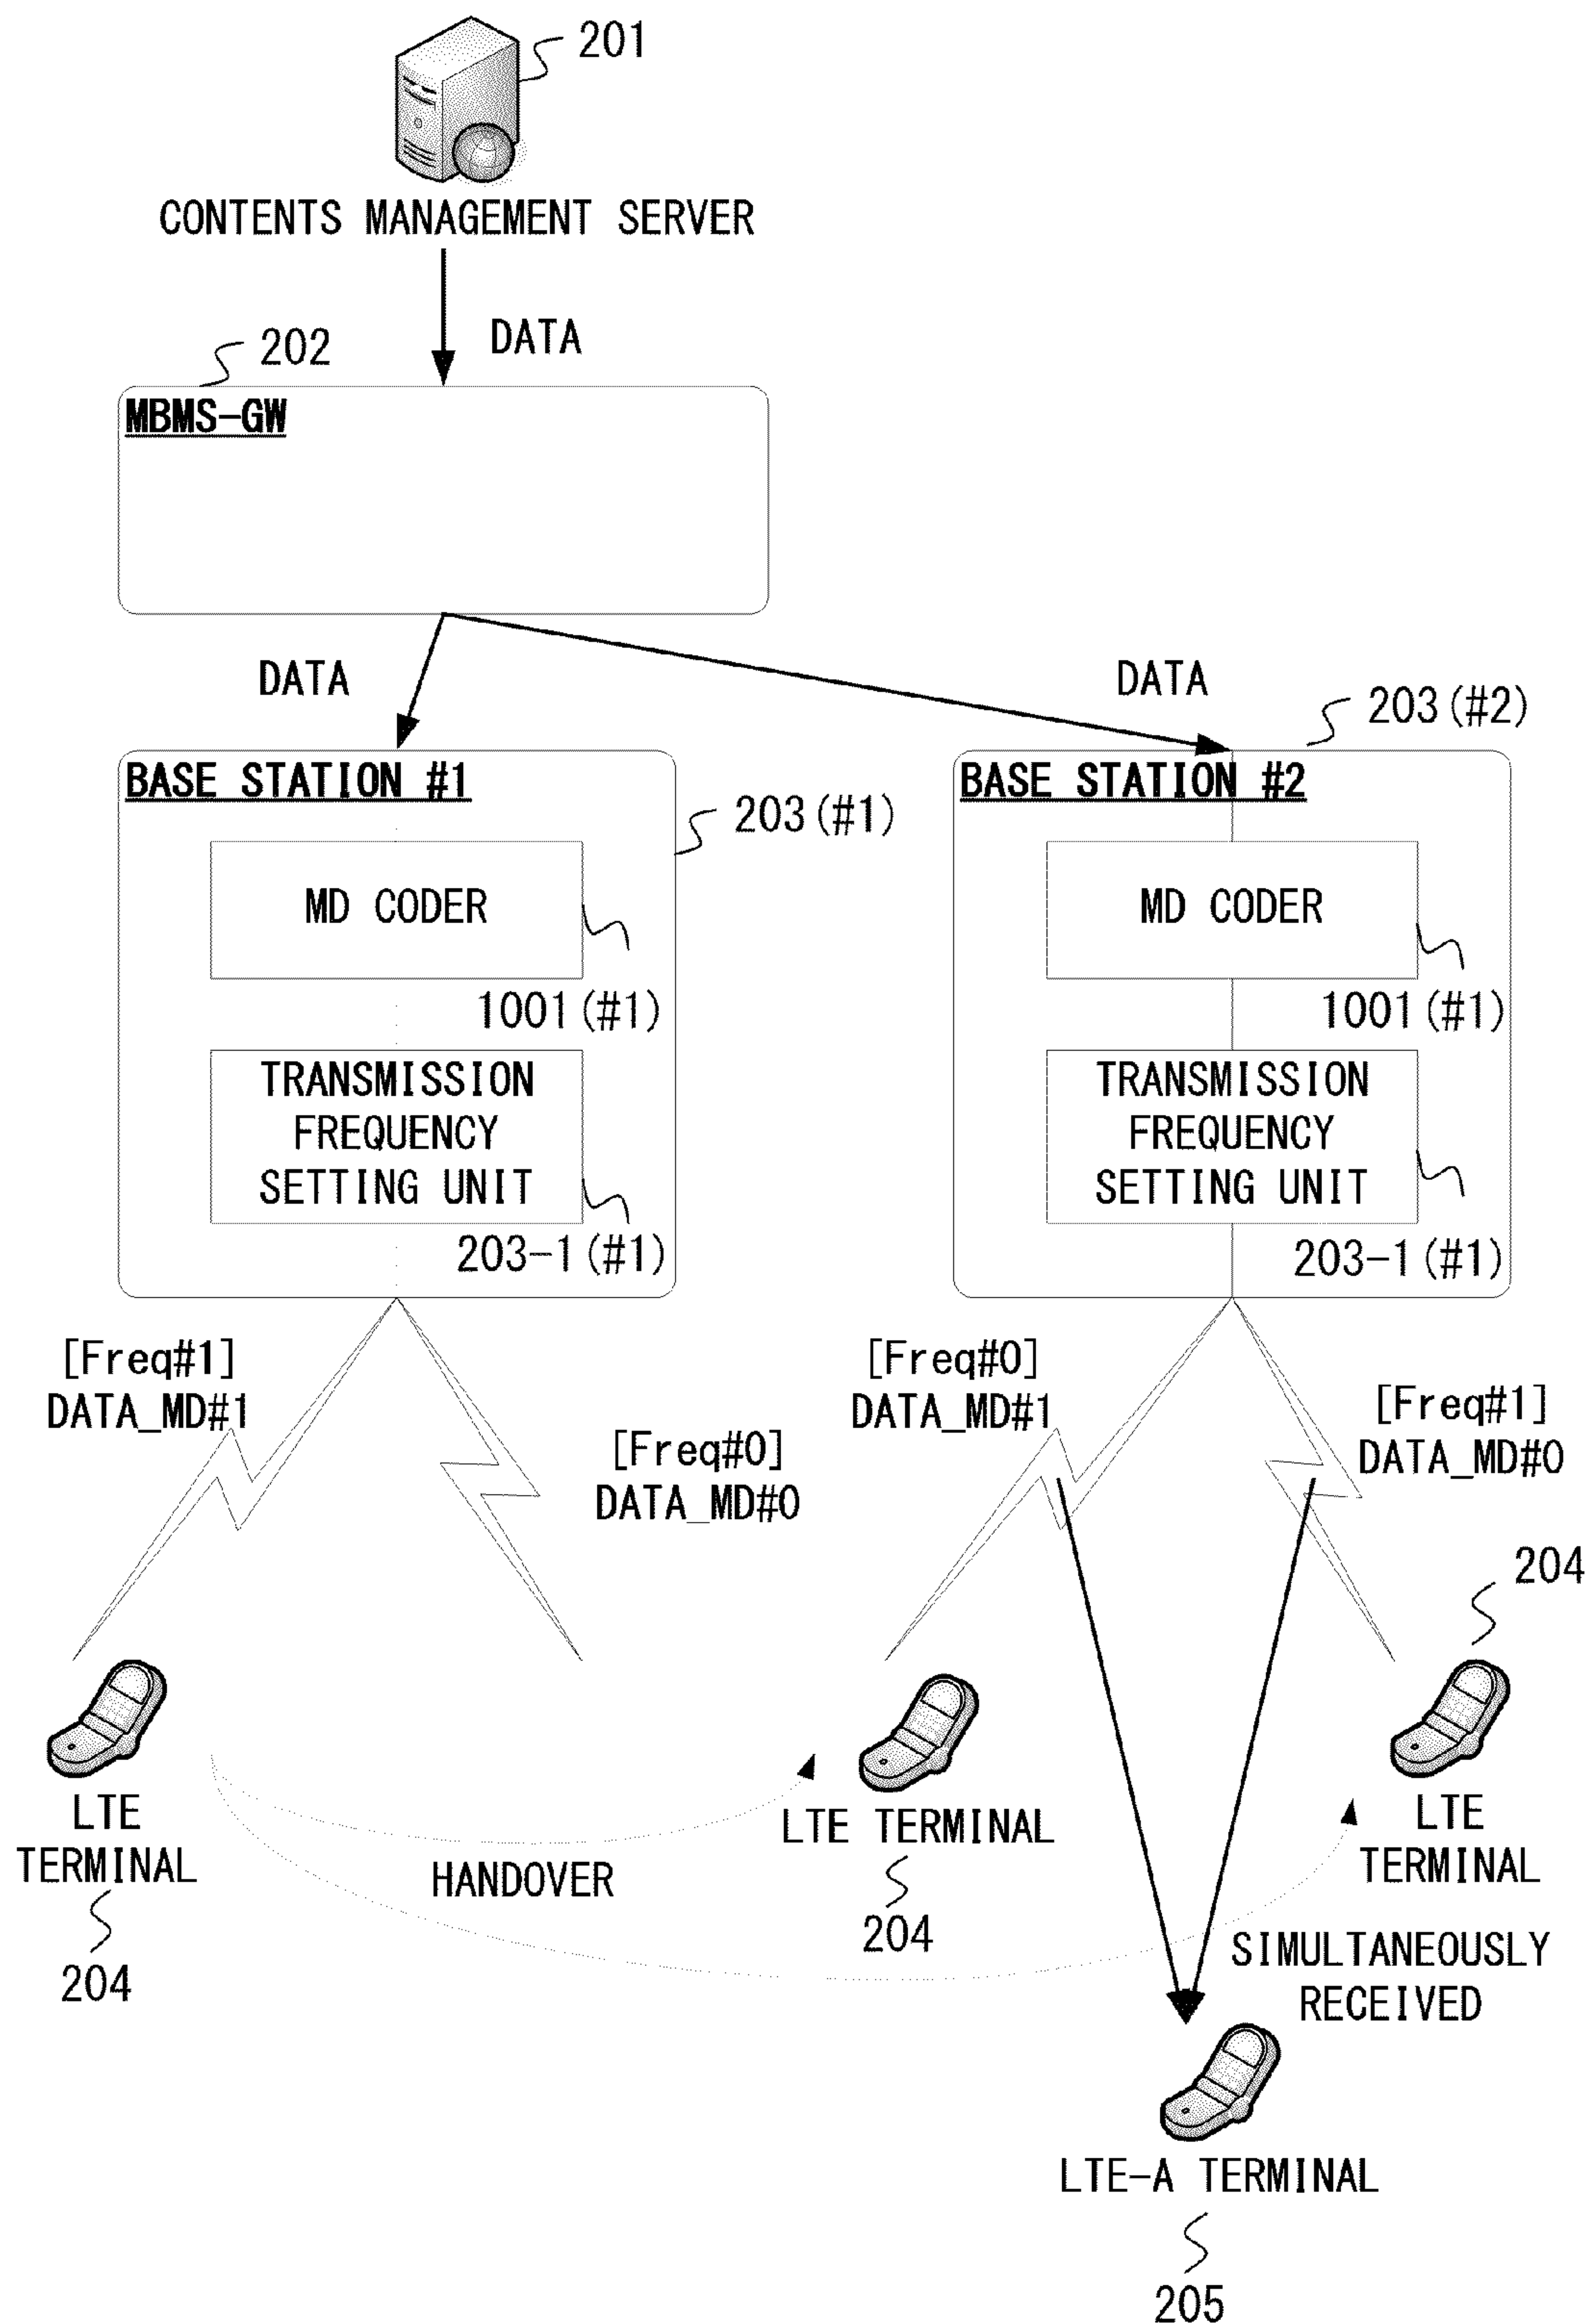 201
CONTENTS MANAGEMENT SERVER
DATA
202
MBMS-GW
DATA
DATA
203(#2)
BASE STATION #1
BASE STATION #2
203(#1)
MD CODER
MD CODER
1001(#1)
1001(#1)
TRANSMISSION
FREQUENCY
SETTING UNIT
TRANSMISSION
FREQUENCY
SETTING UNIT
203-1(#1)
203-1(#1)
[Freq#1]
DATA_MD#1
[Freq#0]
DATA_MD#0
[Freq#0]
DATA_MD#1
[Freq#1]
DATA_MD#0
204
LTE
TERMINAL
204
HANDOVER
LTE TERMINAL
204
LTE
TERMINAL
SIMULTANEOUSLY
RECEIVED
LTE-A TERMINAL
205